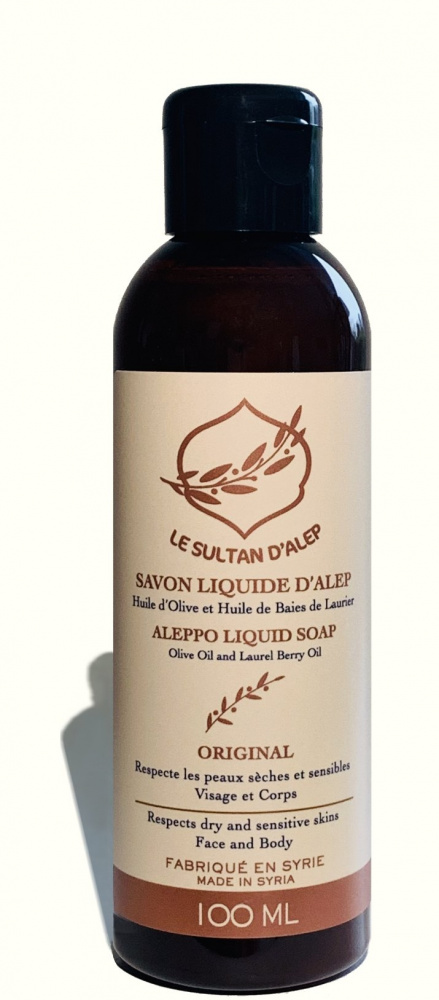 LE SULTAN D'ALEP
SAVON LIQUIDE D'ALEP
Huile d'Olive et Huile de Baies de Laurier
ALEPPO LIQUID SOAP
Olive Oil and Laurel Berry Oil
ORIGINAL
Respecte les peaux sèches et sensibles
Visage et Corps
Respects dry and sensitive skins
Face and Body
FABRIQUÉ EN SYRIE
MADE IN SYRIA
100 ML